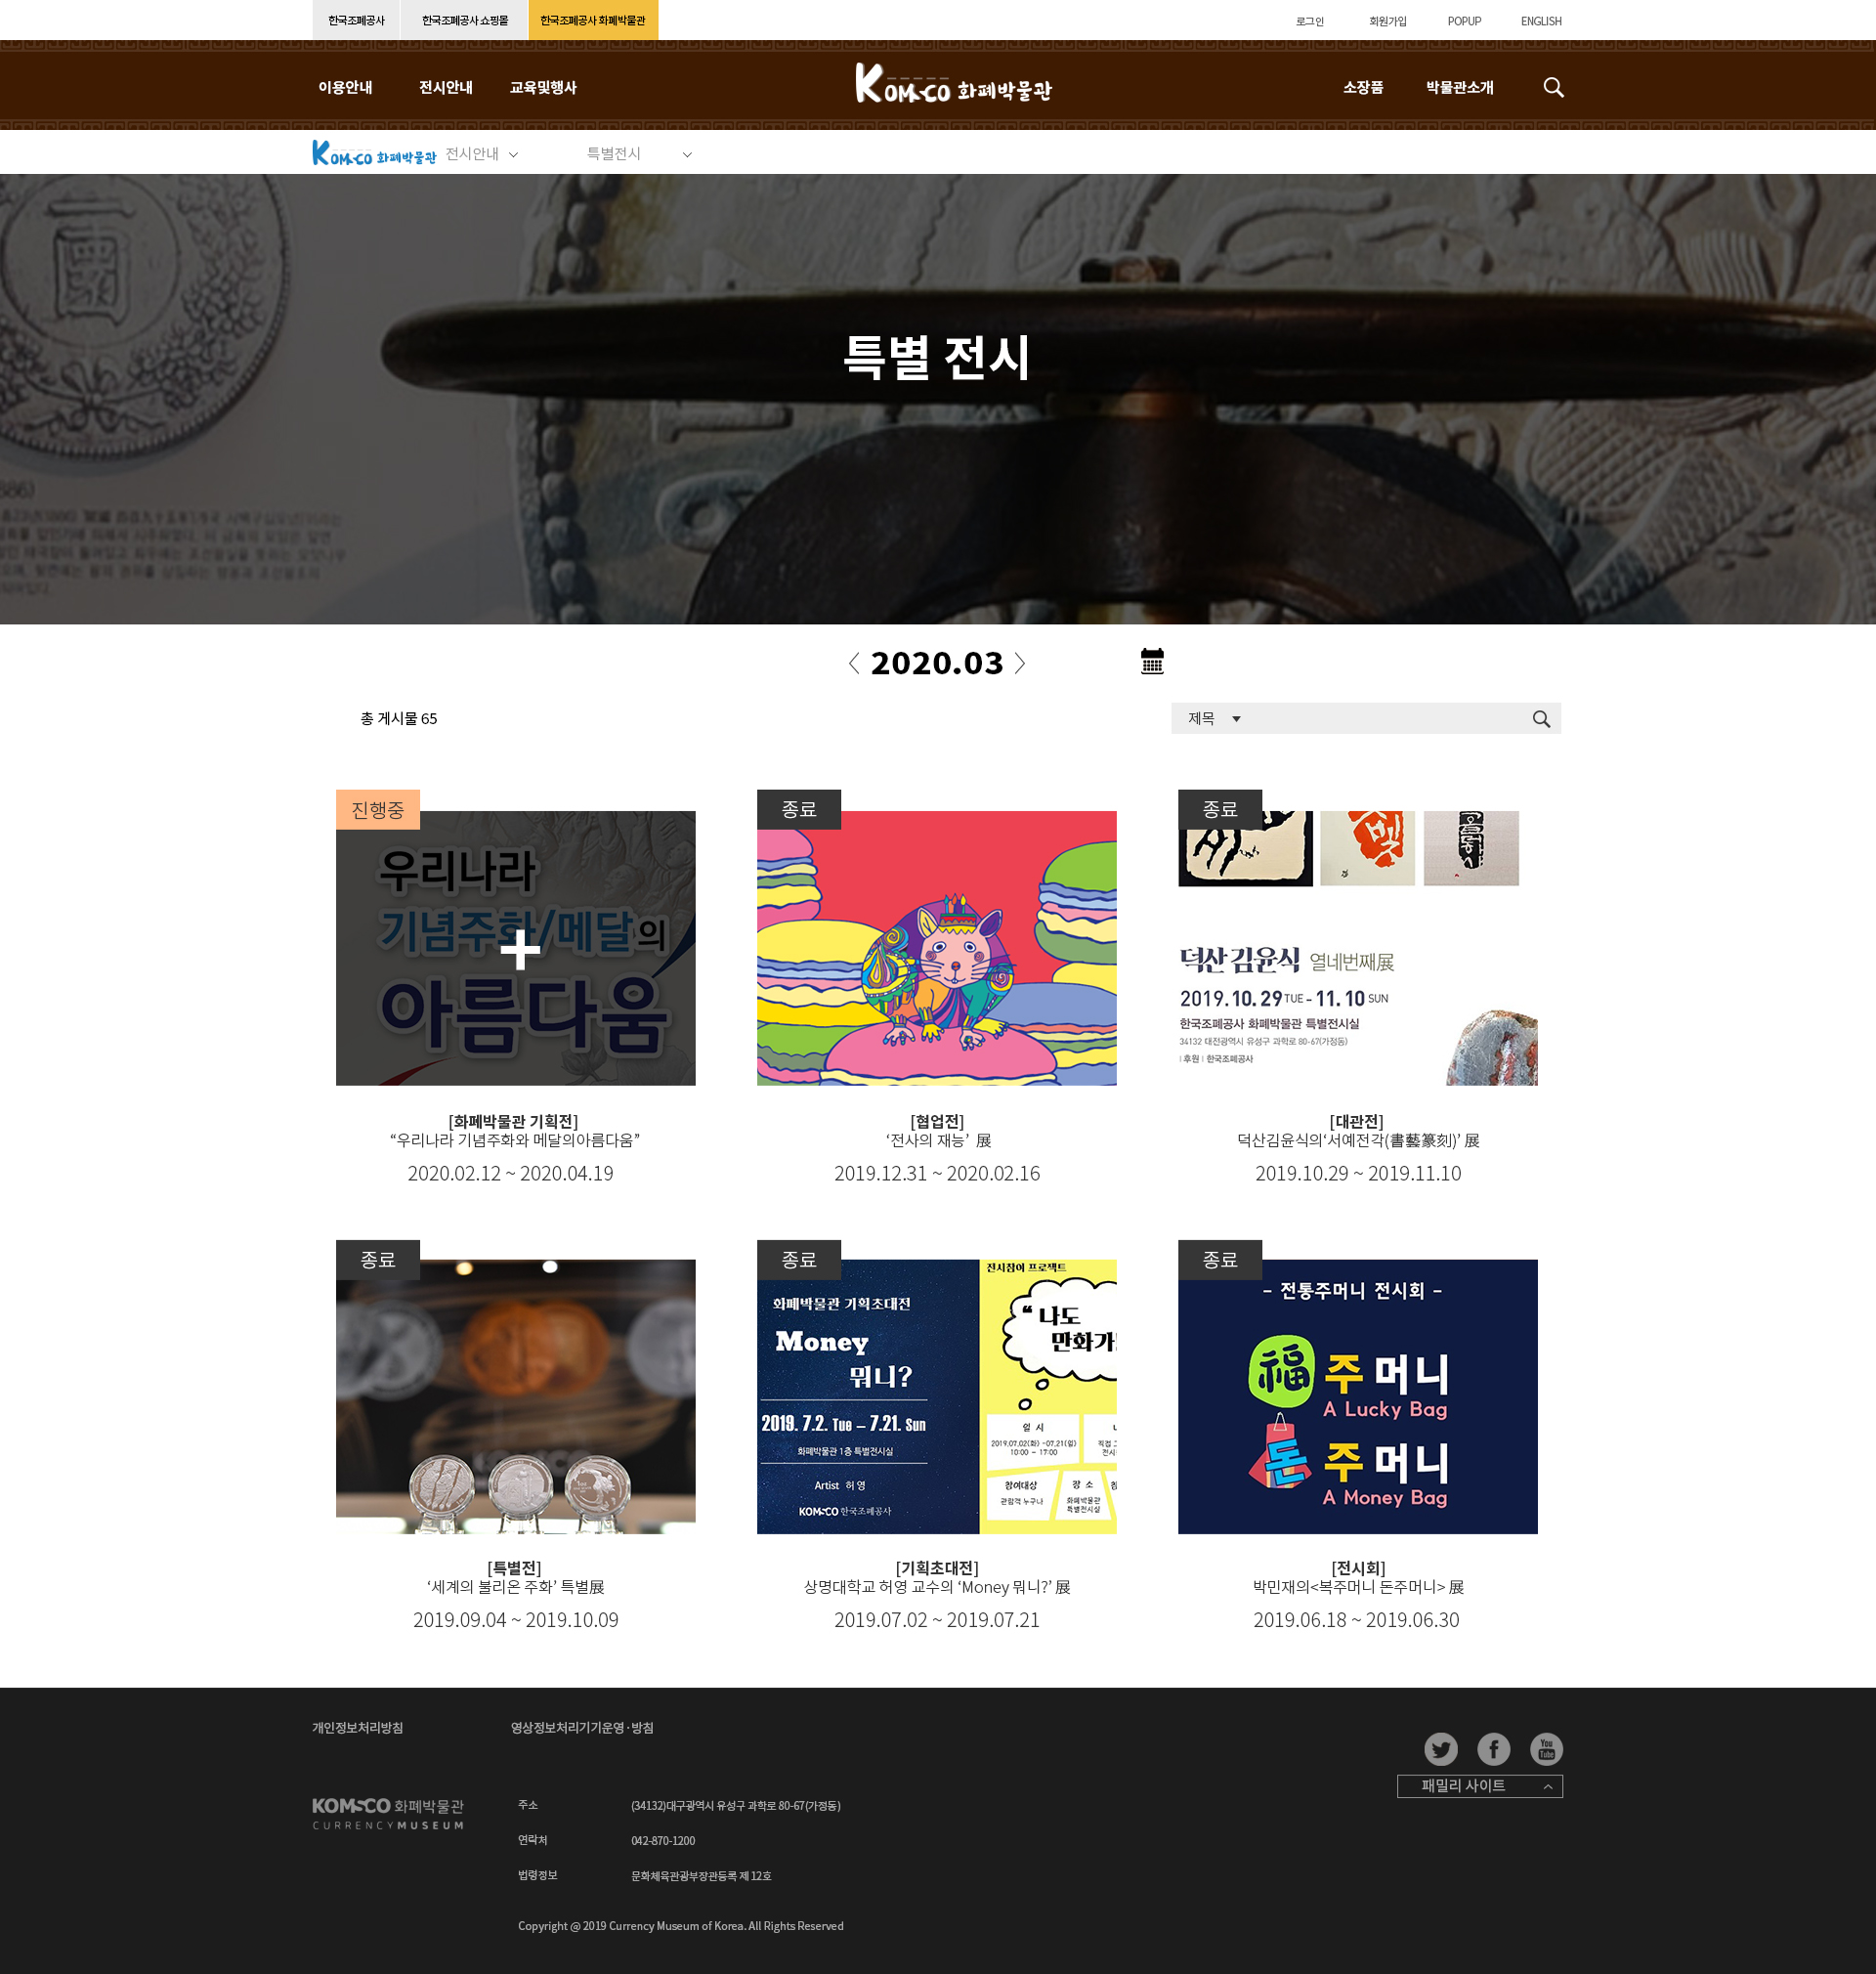 한국조폐공사 한국조폐공사 쇼핑몰 한국조폐공사 화폐박물관 로그인 회원가입 POPUP ENGLISH
이용안내 전시안내 교육및행사 KOMSCO 화폐박물관 소장품 박물관소개
KOMSCO 화폐박물관 전시안내 특별전시
특별 전시
2020.03
총 게시물 65 제목
진행중
우리나라
기념주화/메달의
아름다움
[화폐박물관 기획전]
“우리나라 기념주화와 메달의아름다움”
2020.02.12 ~ 2020.04.19
종료
[협업전]
‘전사의 재능’ 展
2019.12.31 ~ 2020.02.16
종료
덕산 김윤식 열네번째展
2019.10.29 TUE - 11.10 SUN
한국조폐공사 화폐박물관 특별전시실
34132 대전광역시 유성구 과학로 80-67(가정동)
| 후원 | 한국조폐공사
[대관전]
덕산김윤식의‘서예전각(書藝篆刻)’ 展
2019.10.29 ~ 2019.11.10
종료
[특별전]
‘세계의 불리온 주화’ 특별展
2019.09.04 ~ 2019.10.09
종료
화폐박물관 기획초대전
Money
뭐니?
2019. 7.2. Tue – 7.21. Sun
화폐박물관 1층 특별전시실
Artist 허 영
KOMSCO 한국조폐공사
전시참여 프로젝트
“ 나도
만화가
일 시
2019.07.02(화) ~07.21(일)
10:00 ~ 17:00
참여대상
관람객 누구나
장 소
화폐박물관
특별전시실
[기획초대전]
상명대학교 허영 교수의 ‘Money 뭐니?’ 展
2019.07.02 ~ 2019.07.21
종료
– 전통주머니 전시회 –
福 주머니
A Lucky Bag
돈 주머니
A Money Bag
[전시회]
박민재의<복주머니 돈주머니> 展
2019.06.18 ~ 2019.06.30
개인정보처리방침 영상정보처리기기운영·방침
You Tube
패밀리 사이트
KOMSCO 화폐박물관
CURRENCY MUSEUM
주소 (34132)대구광역시 유성구 과학로 80-67(가정동)
연락처 042-870-1200
법령정보 문화체육관광부장관등록 제 12호
Copyright @ 2019 Currency Museum of Korea. All Rights Reserved